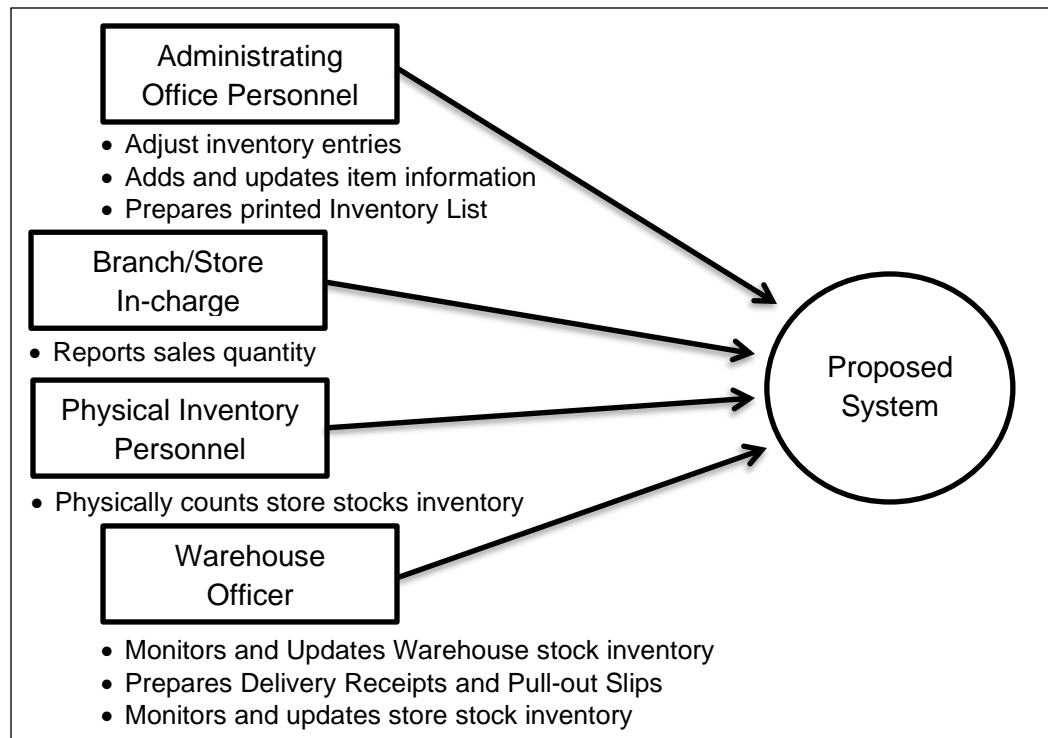 Administrating
Office Personnel
• Adjust inventory entries
• Adds and updates item information
• Prepares printed Inventory List
Branch/Store
In-charge
• Reports sales quantity
Physical Inventory
Personnel
• Physically counts store stocks inventory
Warehouse
Officer
• Monitors and Updates Warehouse stock inventory
• Prepares Delivery Receipts and Pull-out Slips
• Monitors and updates store stock inventory
Proposed
System